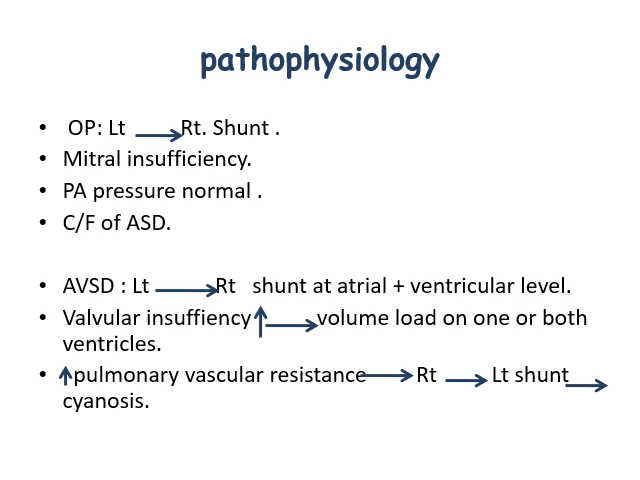 pathophysiology
• OP: Lt → Rt. Shunt .
• Mitral insufficiency.
• PA pressure normal .
• C/F of ASD.
• AVSD : Lt → Rt shunt at atrial + ventricular level.
• Valvular insuffiency ↑ → volume load on one or both
ventricles.
• ↑ pulmonary vascular resistance → Rt → Lt shunt →
cyanosis.